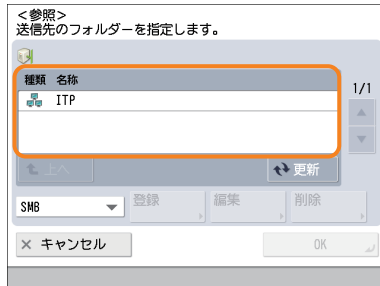 <参照>
送信先のフォルダーを指定します。
種類 名称
ITP
1/1
上へ
更新
SMB
登録
編集
削除
× キャンセル
OK